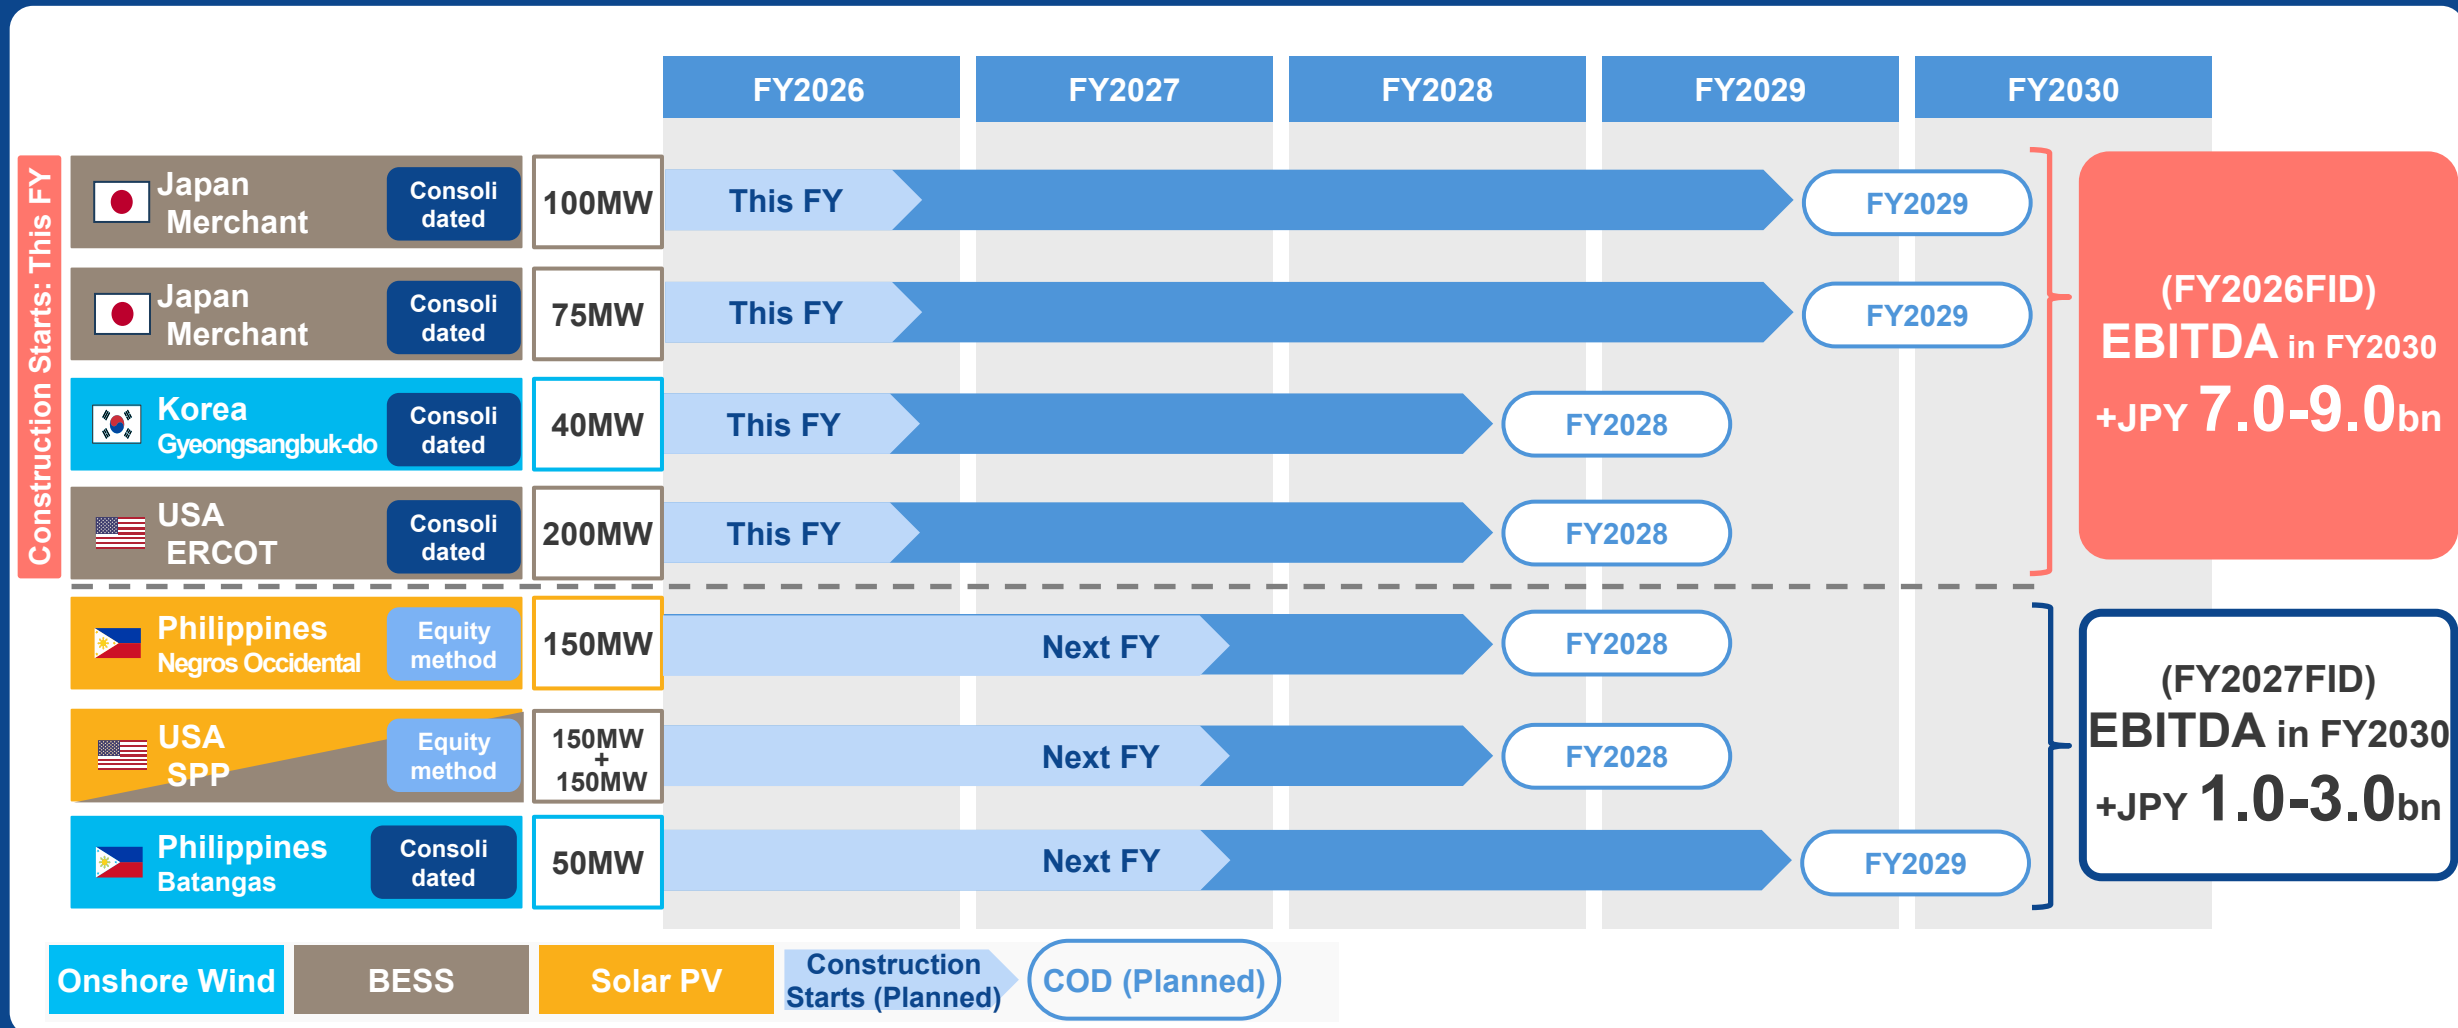 FY2026 FY2027 FY2028 FY2029 FY2030
Construction Starts: This FY
Japan
Merchant
Consoli
dated
100MW
This FY
FY2029
Japan
Merchant
Consoli
dated
75MW
This FY
FY2029
Korea
Gyeongsangbuk-do
Consoli
dated
40MW
This FY
FY2028
USA
ERCOT
Consoli
dated
200MW
This FY
FY2028
(FY2026FID)
EBITDA in FY2030
+JPY 7.0-9.0bn
Philippines
Negros Occidental
Equity
method
150MW
Next FY
FY2028
USA
SPP
Equity
method
150MW
+
150MW
Next FY
FY2028
Philippines
Batangas
Consoli
dated
50MW
Next FY
FY2029
(FY2027FID)
EBITDA in FY2030
+JPY 1.0-3.0bn
Onshore Wind
BESS
Solar PV
Construction
Starts (Planned)
COD (Planned)